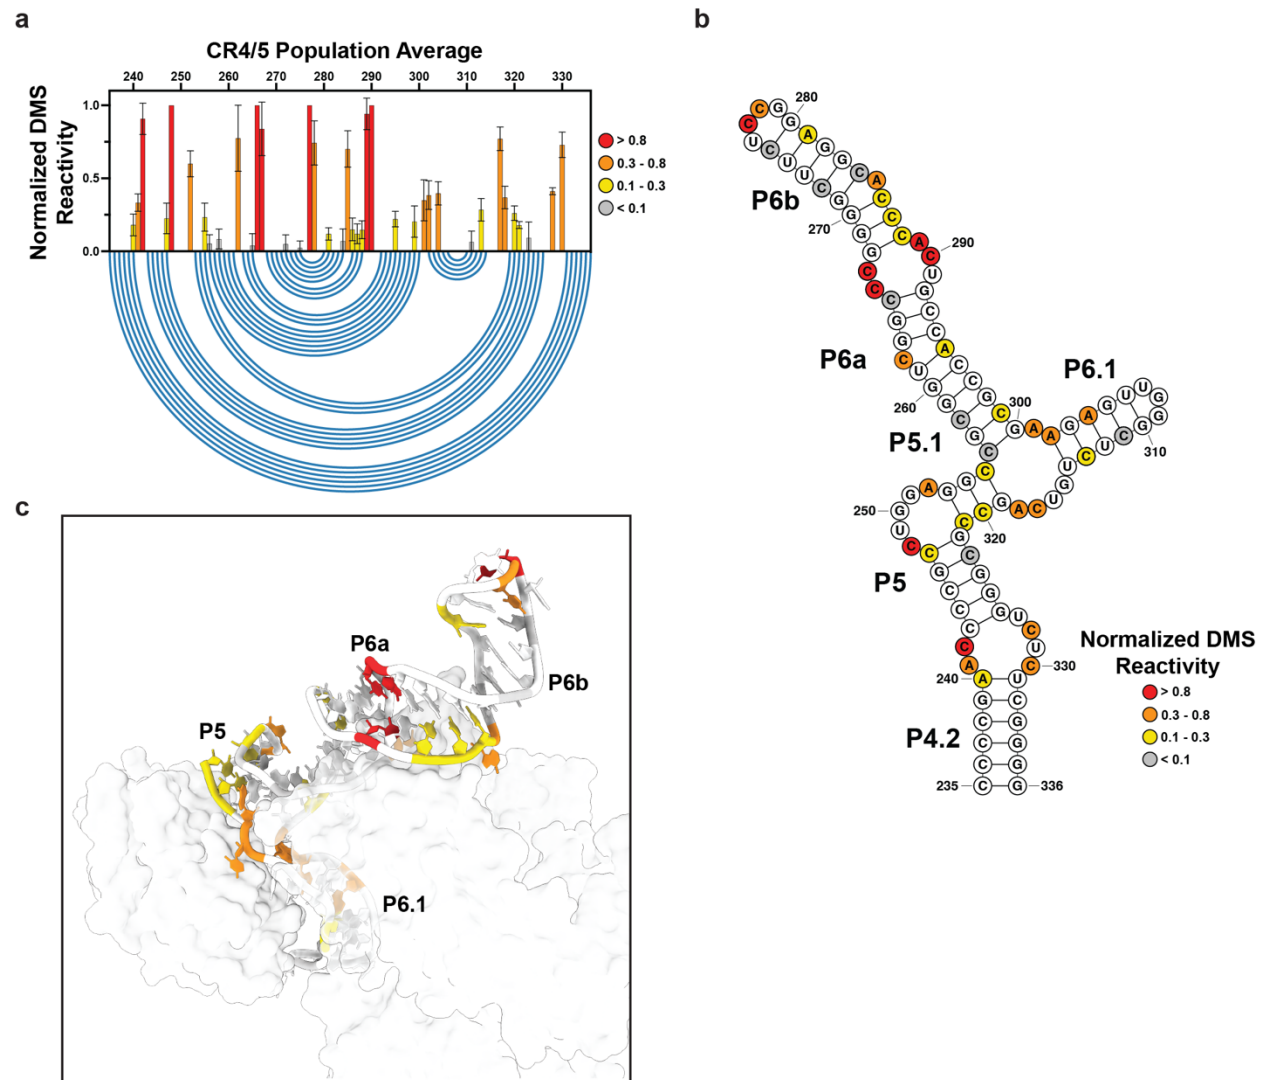 a
CR4/5 Population Average
240 250 260 270 280 290 300 310 320 330
Normalized DMS
Reactivity
1.0
0.5
0.0
> 0.8
0.3 - 0.8
0.1 - 0.3
< 0.1
b
280
P6b
270
290
P6a
260
P6.1
300
310
P5.1
250
320
P5
240
330
P4.2
235
336
Normalized DMS
Reactivity
> 0.8
0.3 - 0.8
0.1 - 0.3
< 0.1
c
P6a
P6b
P5
P6.1